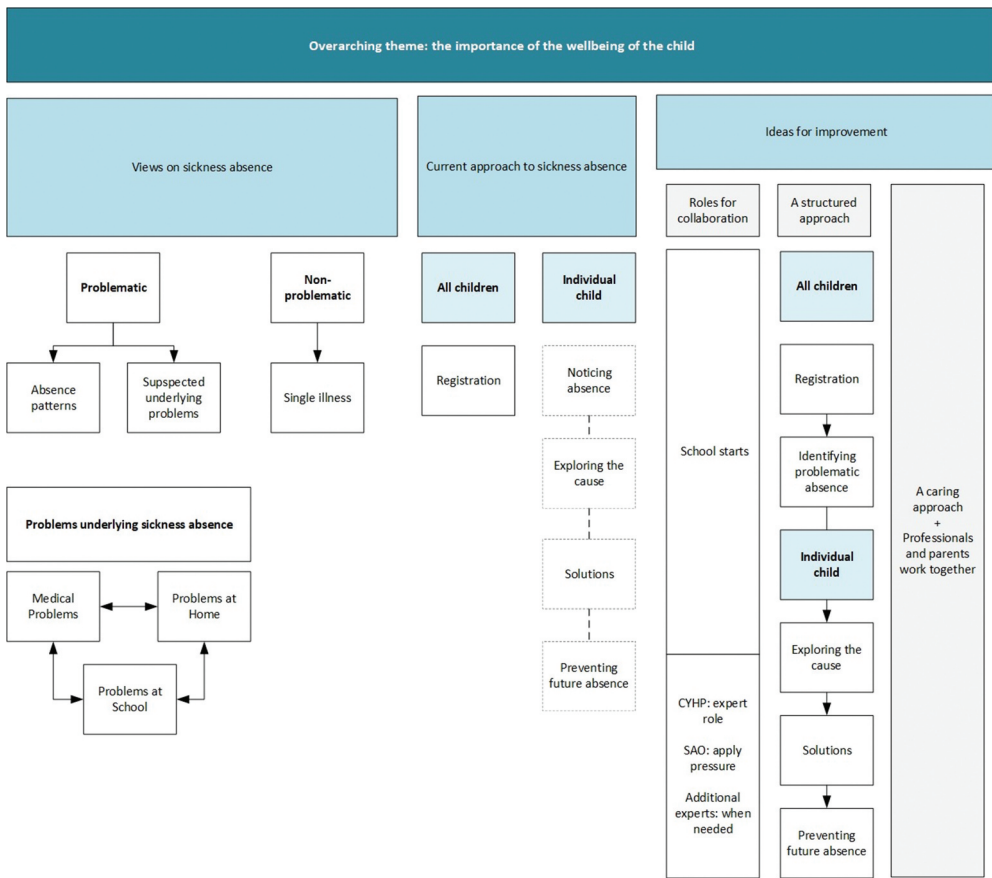 Overarching theme: the importance of the wellbeing of the child
Views on sickness absence
Problematic
Non-
problematic
Absence
patterns
Supspected
underlying
problems
Single illness
Problems underlying sickness absence
Medical
Problems
Problems at
Home
Problems at
School
Current approach to sickness absence
All children
Individual
child
Registration
Noticing
absence
Exploring the
cause
Solutions
Preventing
future absence
Ideas for improvement
Roles for
collaboration
A structured
approach
School starts
CYHP: expert
role
SAO: apply
pressure
Additional
experts: when
needed
All children
Registration
Identifying
problematic
absence
Individual
child
Exploring the
cause
Solutions
Preventing
future absence
A caring
approach
+
Professionals
and parents
work together